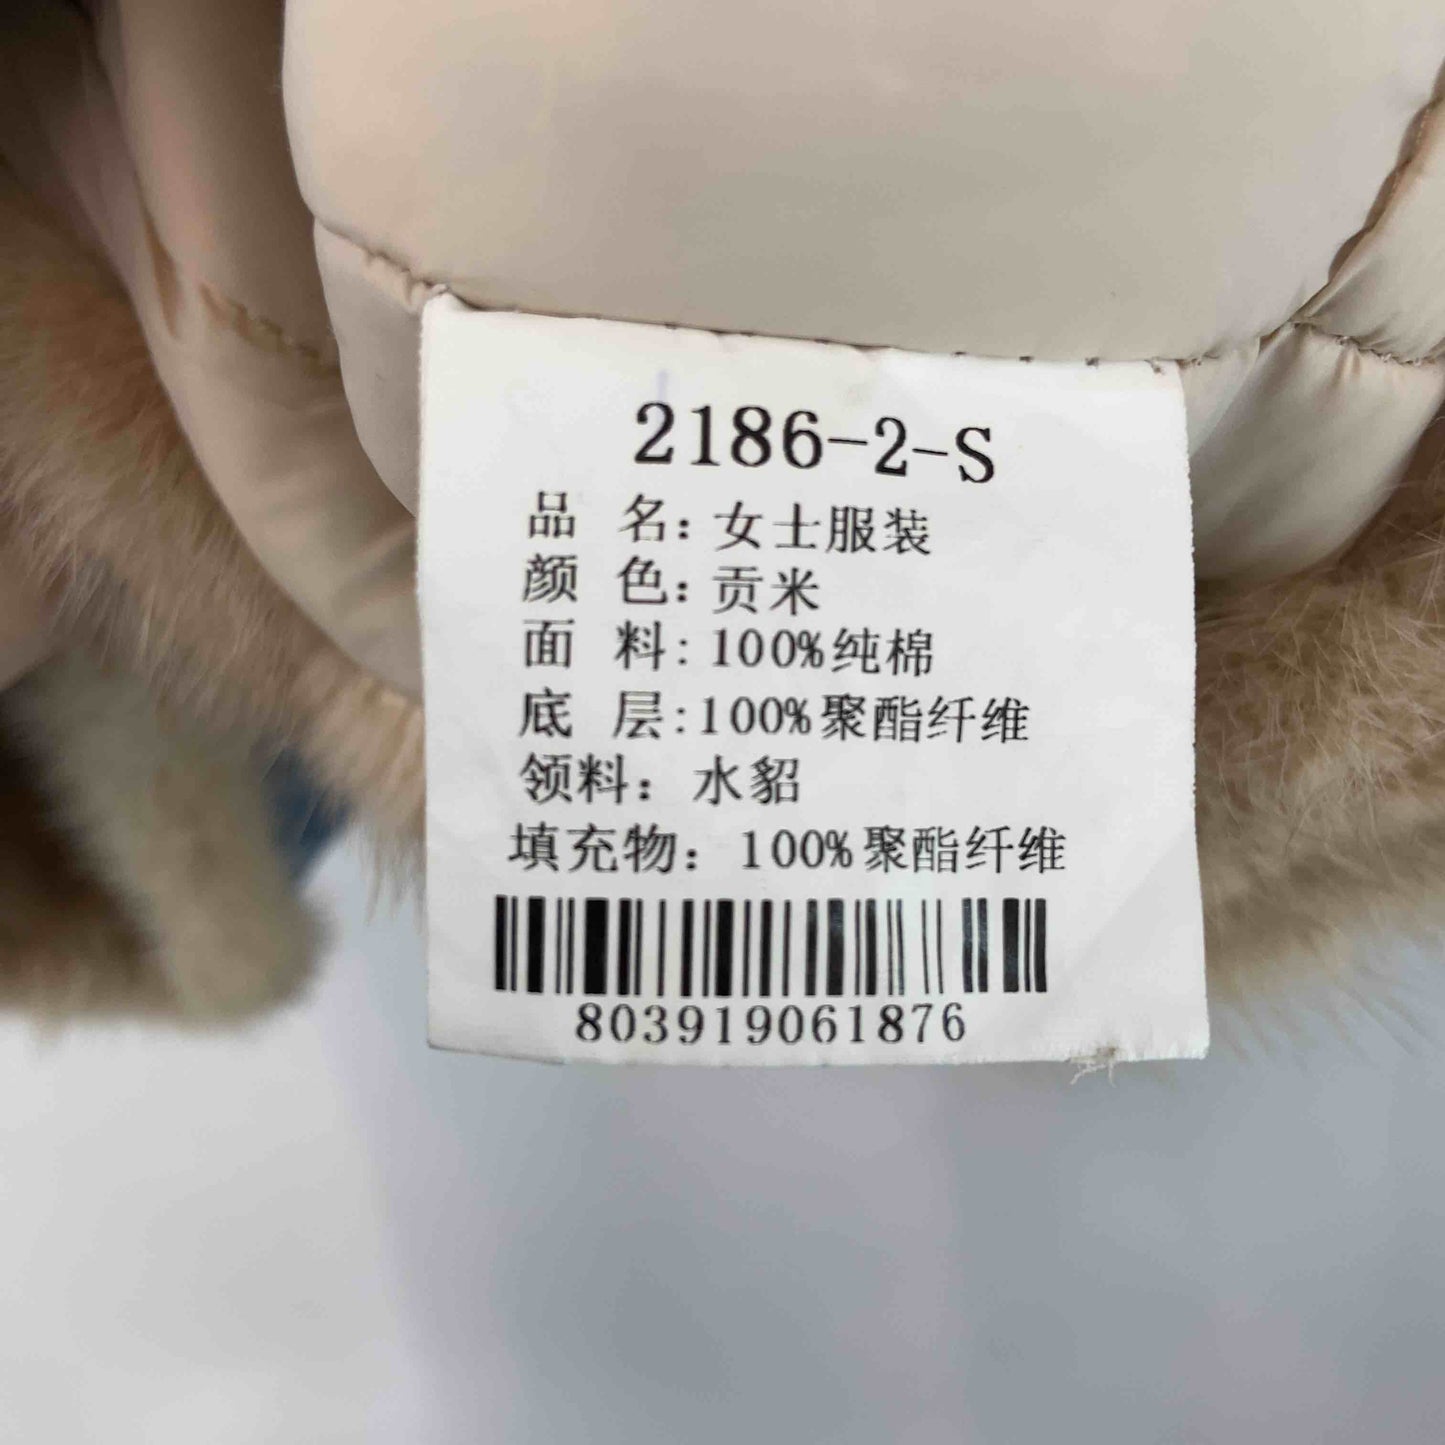 2186-2-S
品 名：女士服装
颜 色：贡米
面 料：100%纯棉
底 层：100%聚酯纤维
领料：水貂
填充物：100%聚酯纤维
803919061876